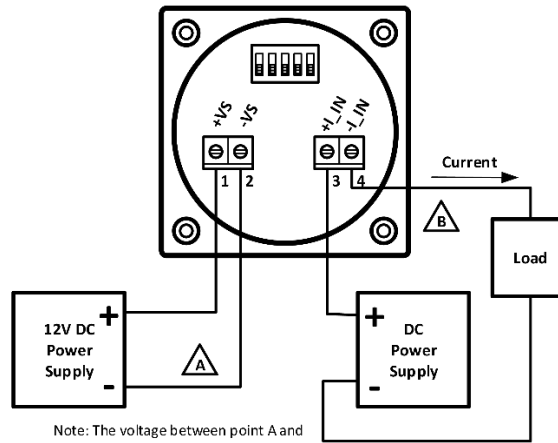 +VS
-VS
+I_IN
-I_IN
1
2
3
4
Current
B
Load
+
12V DC
Power
Supply
-
A
+
DC
Power
Supply
-
Note: The voltage between point A and